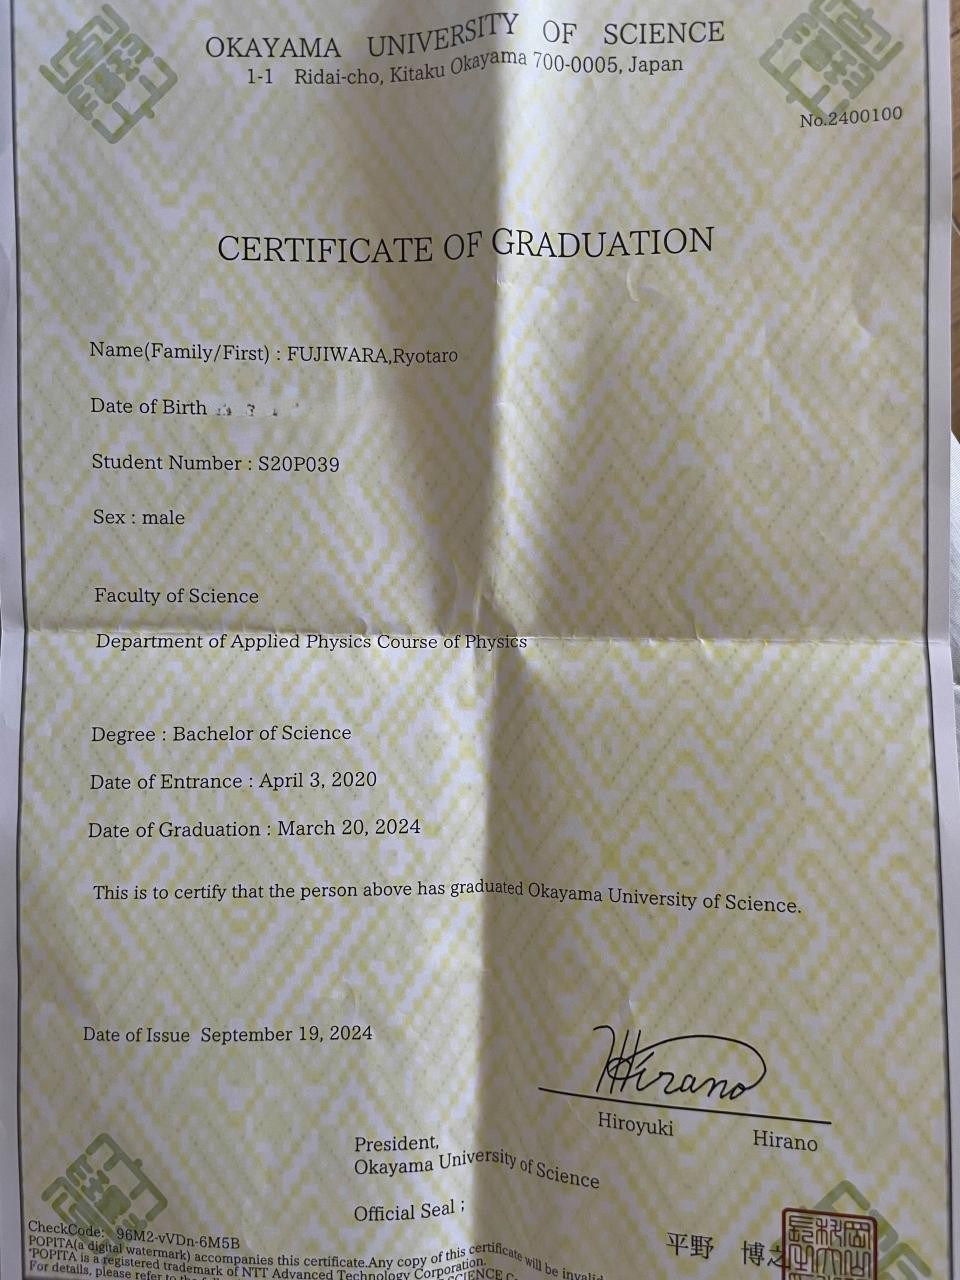 OKAYAMA UNIVERSITY OF SCIENCE
1-1 Ridai-cho, Kitaku Okayama 700-0005, Japan
No.2400100
CERTIFICATE OF GRADUATION
Name(Family/First) : FUJIWARA,Ryotaro
Date of Birth
Student Number : S20P039
Sex : male
Faculty of Science
Department of Applied Physics Course of Physics
Degree : Bachelor of Science
Date of Entrance : April 3, 2020
Date of Graduation : March 20, 2024
This is to certify that the person above has graduated Okayama University of Science.
Date of Issue September 19, 2024
Hirano
Hiroyuki Hirano
President,
Okayama University of Science
Official Seal ;
平野 博之
CheckCode: 96M2-vVDn-6M5B
POPITA(a digital watermark) accompanies this certificate.Any copy of this certificate will be invalid
"POPITA is a registered trademark of NTT Advanced Technology Corporation.
For details, please refer to the